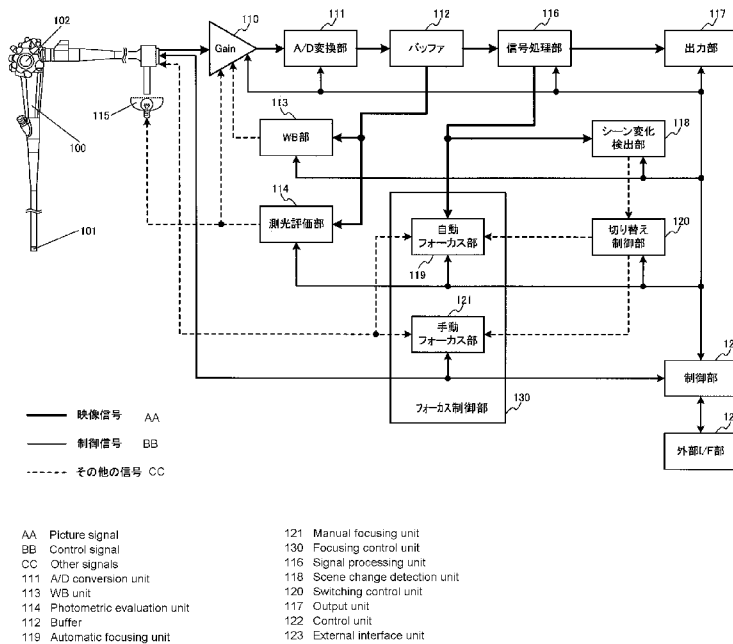 102
110
Gain
111
A/D変換部
112
バッファ
116
信号処理部
117
出力部
115
113
WB部
118
シーン変化
検出部
100
114
測光評価部
自動
フォーカス部
119
切り替え
制御部
120
101
121
手動
フォーカス部
12
制御部
映像信号 AA
制御信号 BB
その他の信号 CC
フォーカス制御部
130
12
外部I/F部
AA Picture signal
BB Control signal
CC Other signals
111 A/D conversion unit
113 WB unit
114 Photometric evaluation unit
112 Buffer
119 Automatic focusing unit
121 Manual focusing unit
130 Focusing control unit
116 Signal processing unit
118 Scene change detection unit
120 Switching control unit
117 Output unit
122 Control unit
123 External interface unit